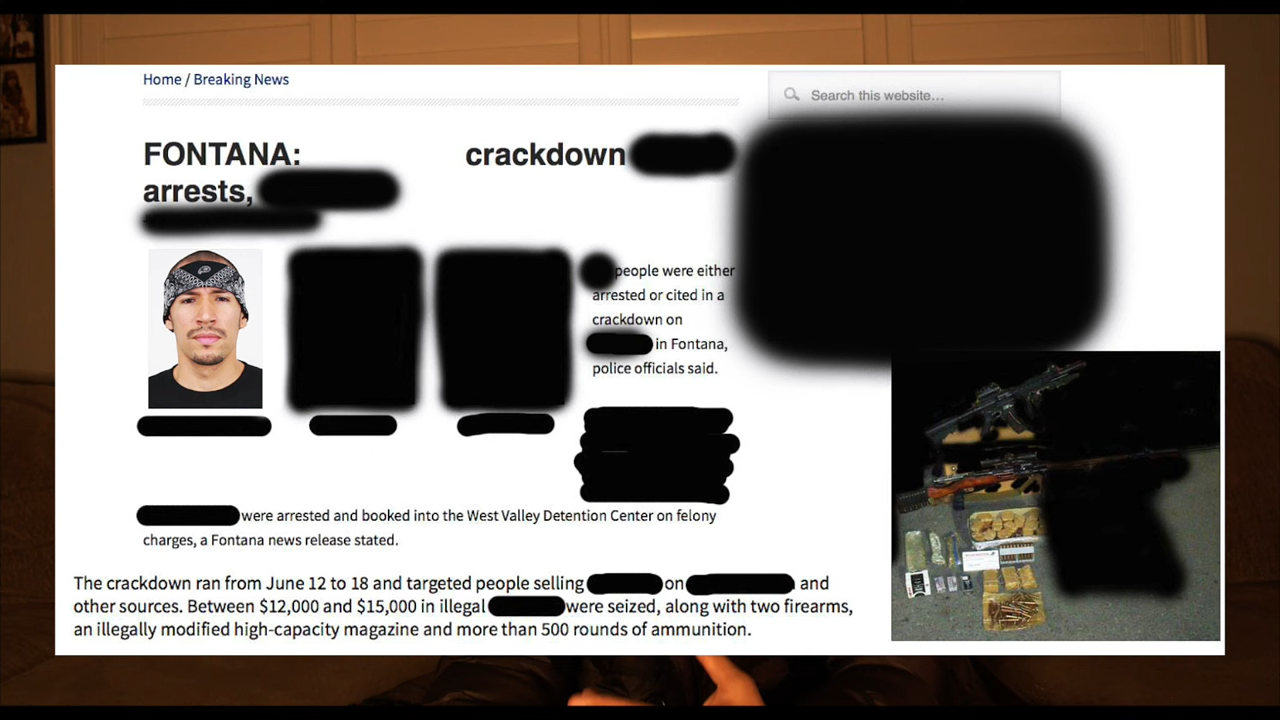 Home / Breaking News
Search this website…
FONTANA: crackdown
arrests,
people were either
arrested or cited in a
crackdown on
in Fontana,
police officials said.
were arrested and booked into the West Valley Detention Center on felony
charges, a Fontana news release stated.
The crackdown ran from June 12 to 18 and targeted people selling on and
other sources. Between $12,000 and $15,000 in illegal were seized, along with two firearms,
an illegally modified high-capacity magazine and more than 500 rounds of ammunition.